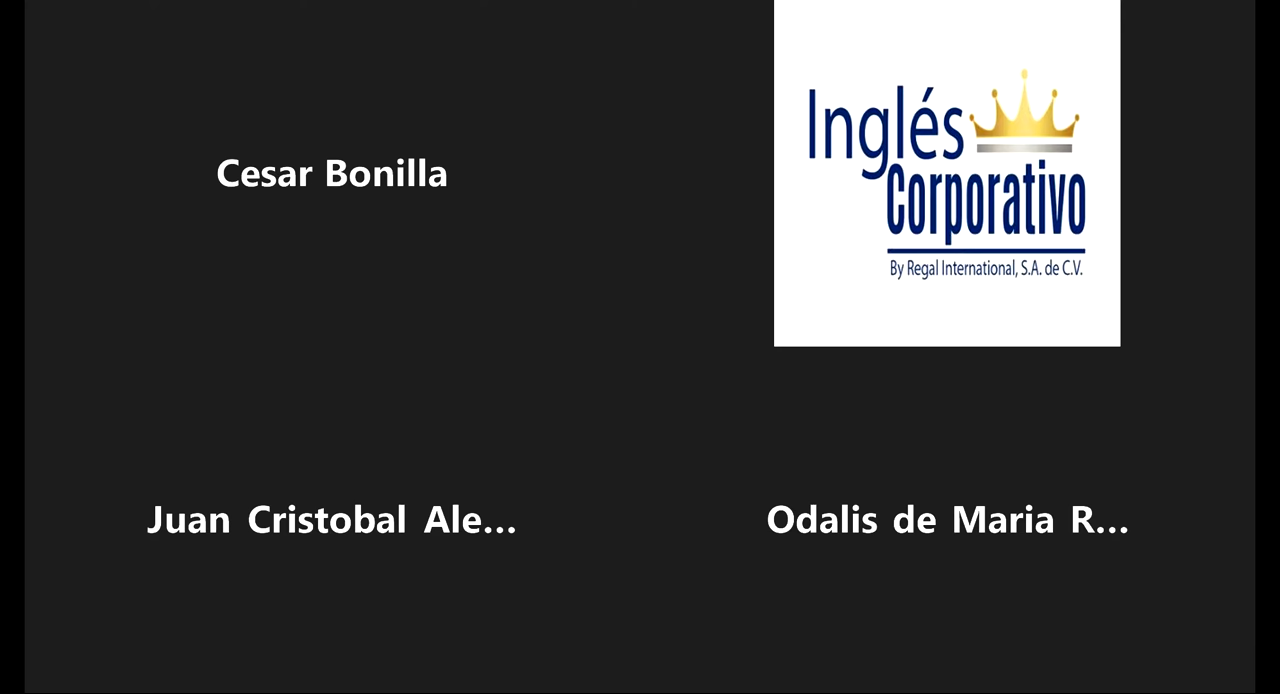 Cesar Bonilla
Inglés
Corporativo
By Regal International, S.A. de C.V.
Juan Cristobal Ale...
Odalis de Maria R...